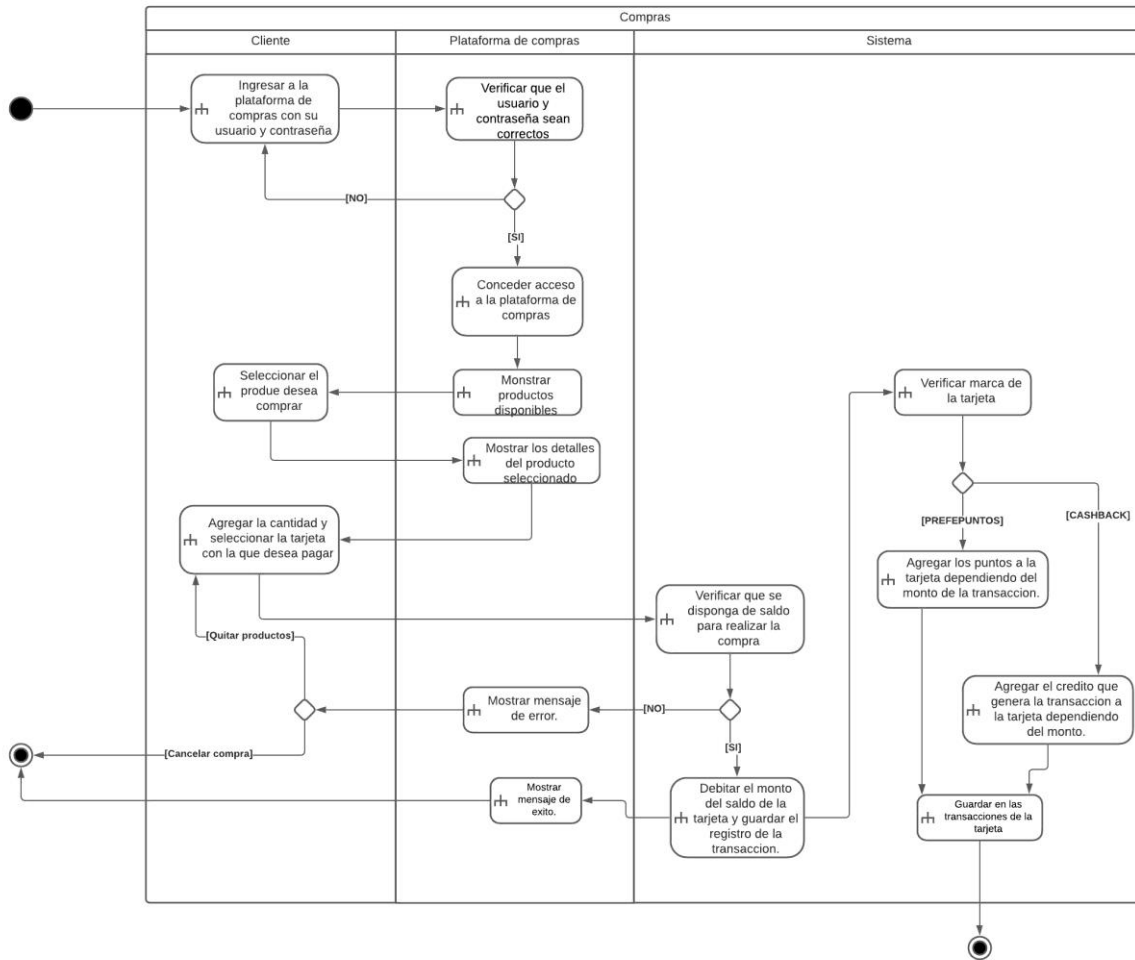 Compras
Cliente
Plataforma de compras
Sistema
Ingresar a la
plataforma de
compras con su
usuario y contraseña
Verificar que el
usuario y
contraseña sean
correctos
[NO]
[SI]
Conceder acceso
a la plataforma de
compras
Seleccionar el
produe desea
comprar
Monstrar
productos
disponibles
Verificar marca de
la tarjeta
Mostrar los detalles
del producto
seleccionado
[PREFEPUNTOS]
[CASHBACK]
Agregar la cantidad y
seleccionar la tarjeta
con la que desea pagar
Agregar los puntos a la
tarjeta dependiendo del
monto de la transaccion.
Verificar que se
disponga de saldo
para realizar la
compra
[Quitar productos]
Mostrar mensaje
de error.
[NO]
Agregar el credito que
genera la transaccion a
la tarjeta dependiendo
del monto.
[Cancelar compra]
[SI]
Mostrar
mensaje de
exito.
Debitar el monto
del saldo de la
tarjeta y guardar el
registro de la
transaccion.
Guardar en las
transacciones de la
tarjeta